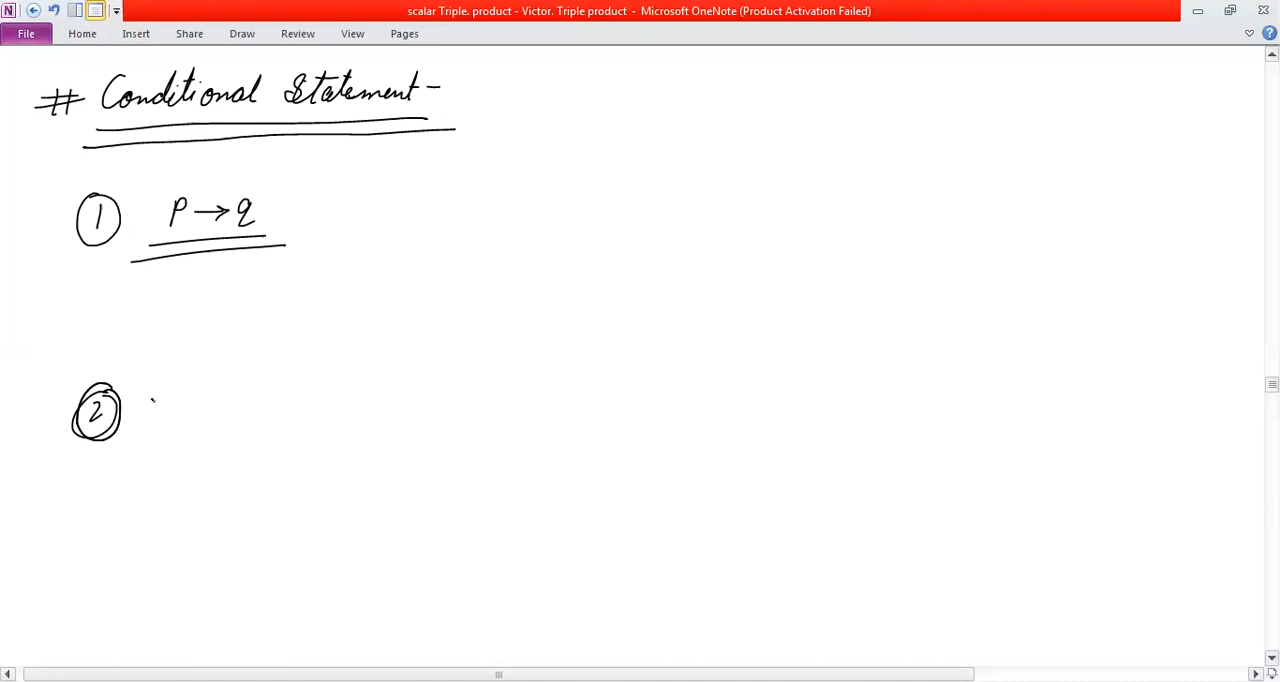 scalar Triple. product - Victor. Triple product - Microsoft OneNote (Product Activation Failed)
File Home Insert Share Draw Review View Pages
# Conditional Statement -
1 P → q
2